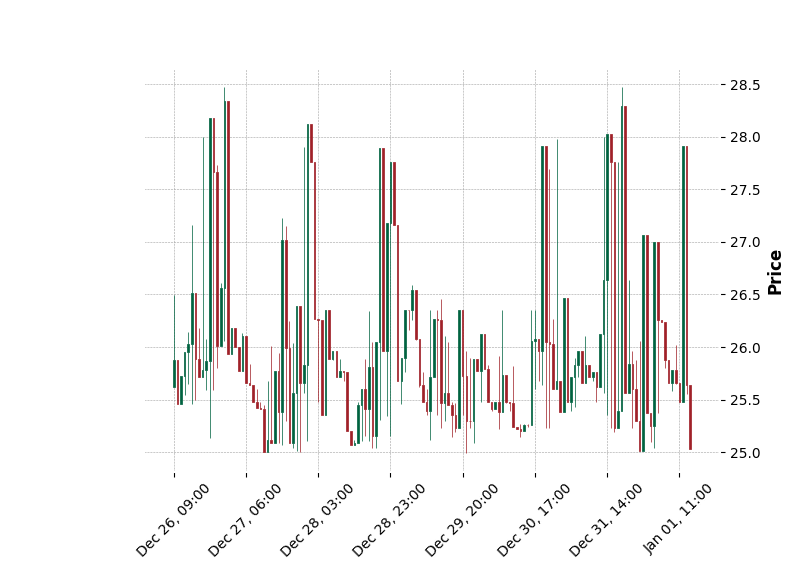 28.5
28.0
27.5
27.0
26.5
26.0
25.5
25.0
Price
Dec 26, 09:00
Dec 27, 06:00
Dec 28, 03:00
Dec 28, 23:00
Dec 29, 20:00
Dec 30, 17:00
Dec 31, 14:00
Jan 01, 11:00